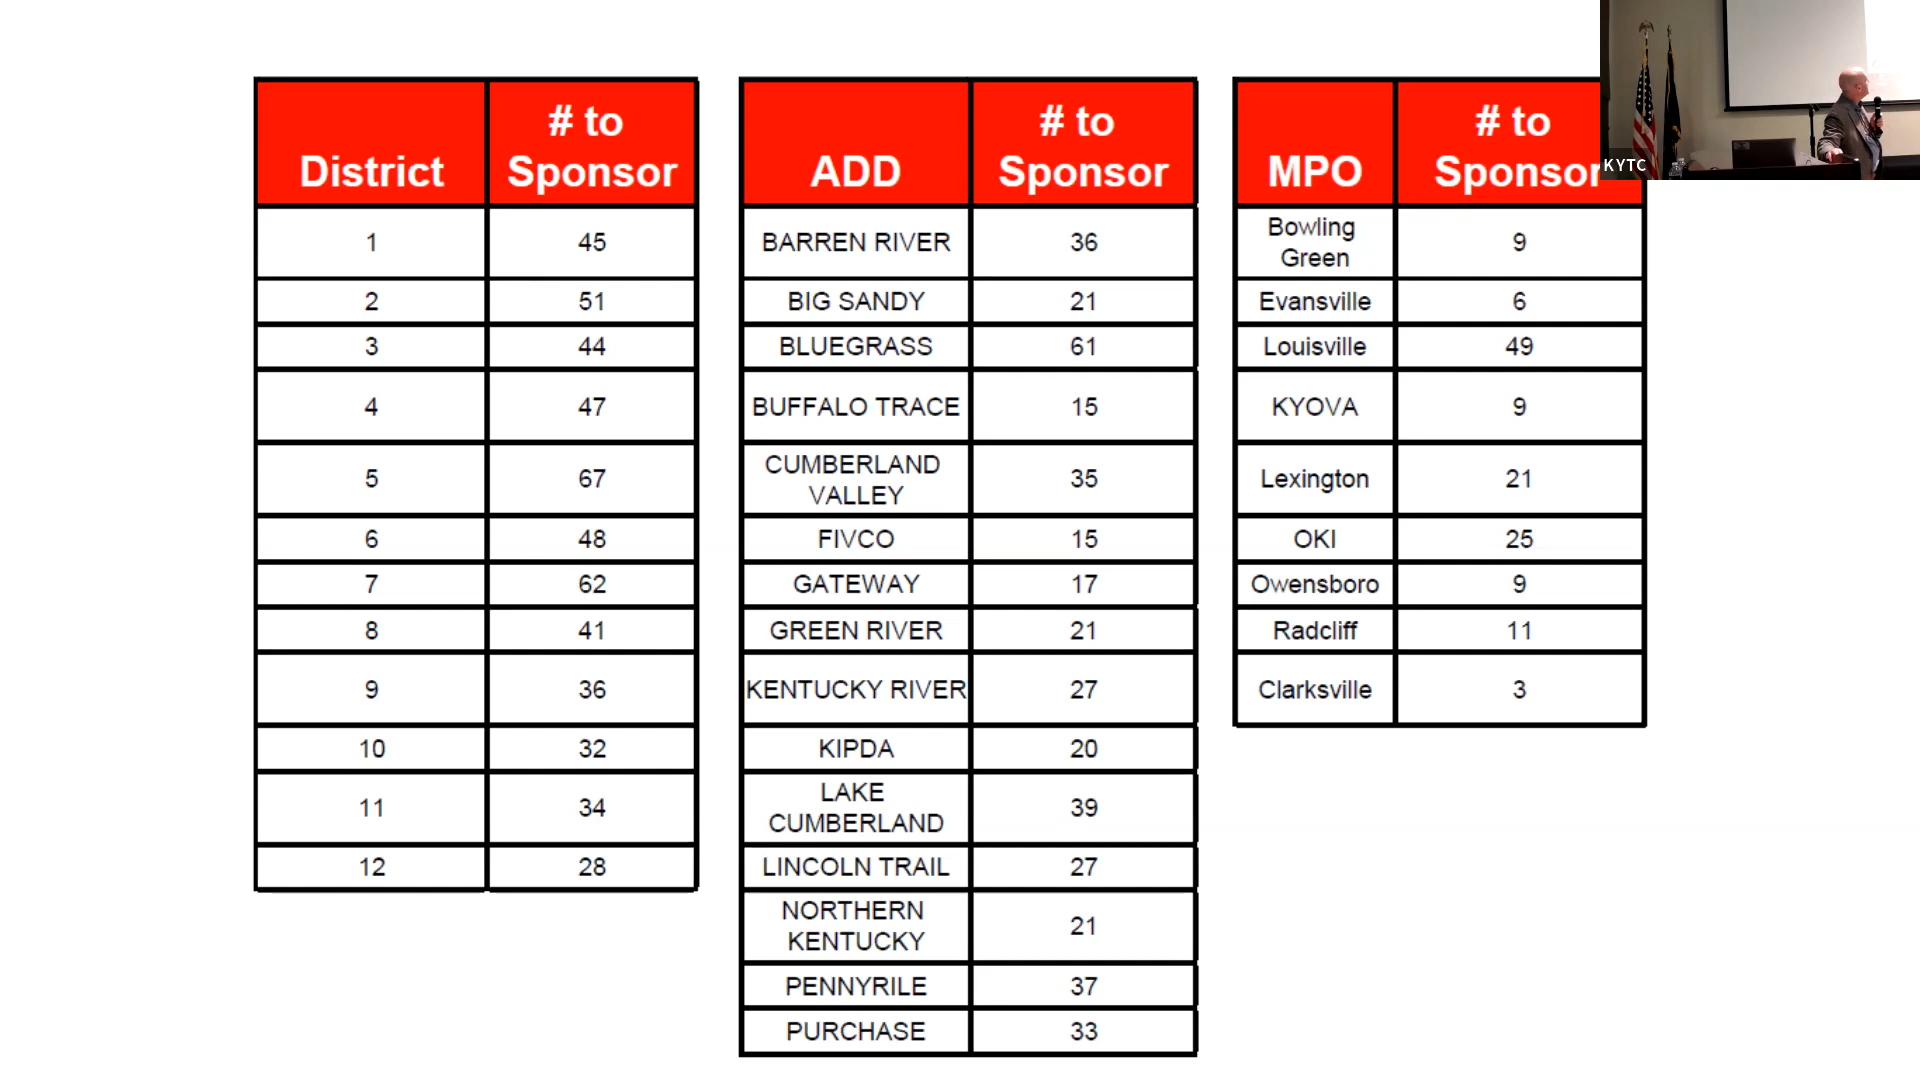 District # to
Sponsor
1 45
2 51
3 44
4 47
5 67
6 48
7 62
8 41
9 36
10 32
11 34
12 28
ADD # to
Sponsor
BARREN RIVER 36
BIG SANDY 21
BLUEGRASS 61
BUFFALO TRACE 15
CUMBERLAND
VALLEY 35
FIVCO 15
GATEWAY 17
GREEN RIVER 21
KENTUCKY RIVER 27
KIPDA 20
LAKE
CUMBERLAND 39
LINCOLN TRAIL 27
NORTHERN
KENTUCKY 21
PENNYRILE 37
PURCHASE 33
MPO # to
Sponsor
Bowling
Green 9
Evansville 6
Louisville 49
KYOVA 9
Lexington 21
OKI 25
Owensboro 9
Radcliff 11
Clarksville 3
KYTC